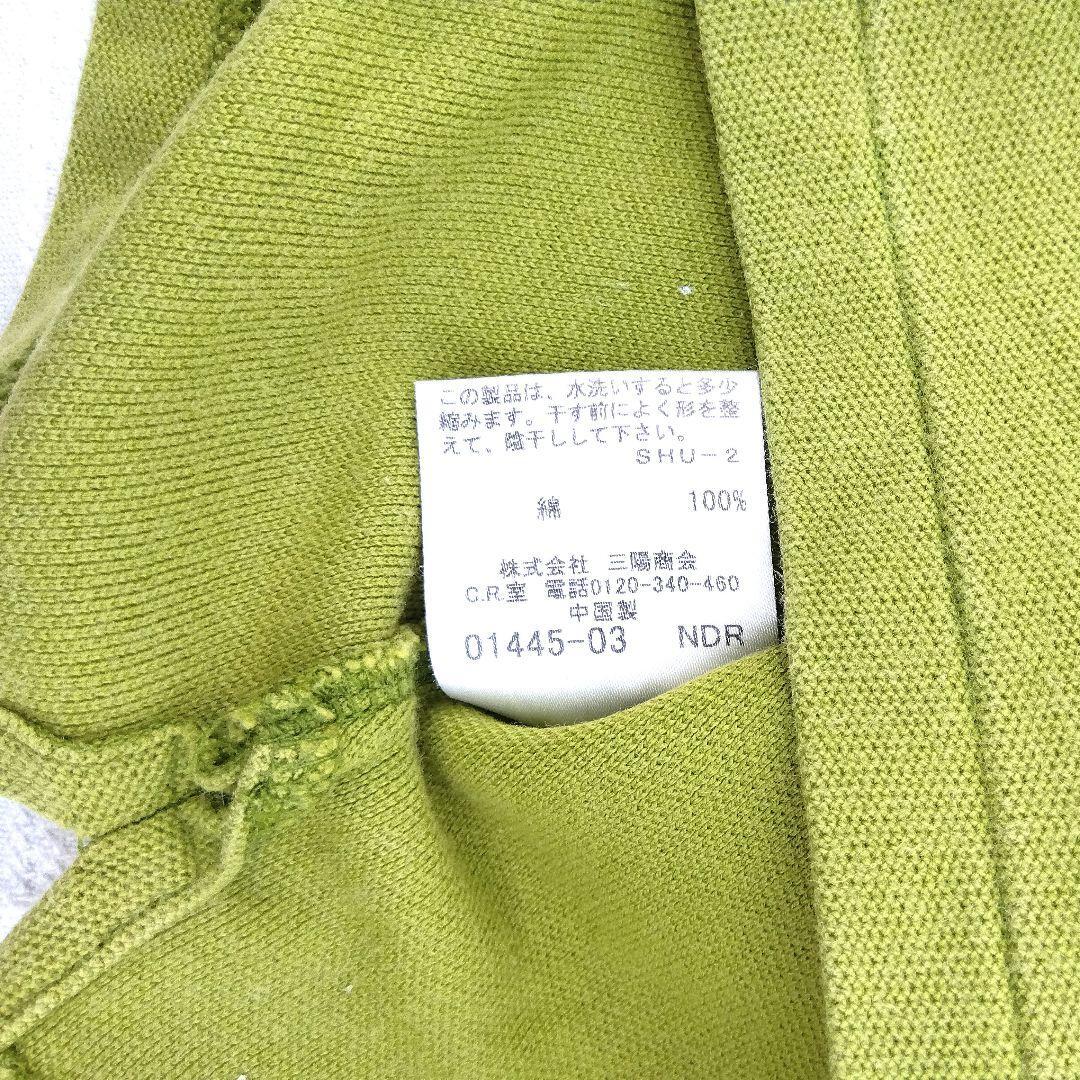 この製品は、水洗いすると多少
縮みます。干す前によく形を整
えて、陰干しして下さい。
SHU-2
綿 100%
株式会社 三陽商会
C.R.室 電話0120-340-460
中国製
01445-03 NDR